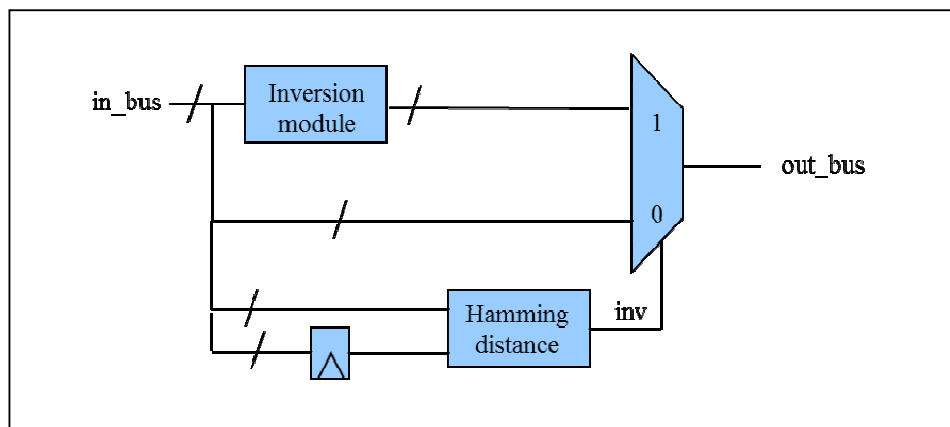 in_bus
Inversion
module
1
out_bus
0
Hamming
distance
inv